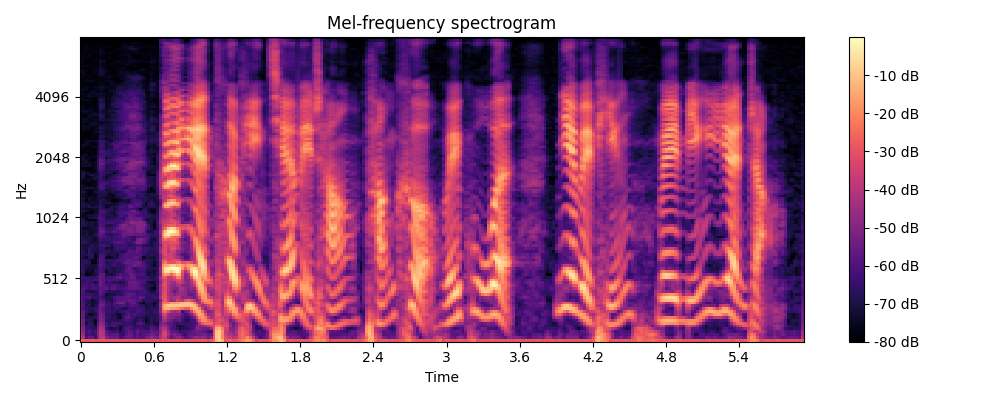 Mel-frequency spectrogram
Hz
4096
2048
1024
512
0
0 0.6 1.2 1.8 2.4 3 3.6 4.2 4.8 5.4
Time
-10 dB
-20 dB
-30 dB
-40 dB
-50 dB
-60 dB
-70 dB
-80 dB